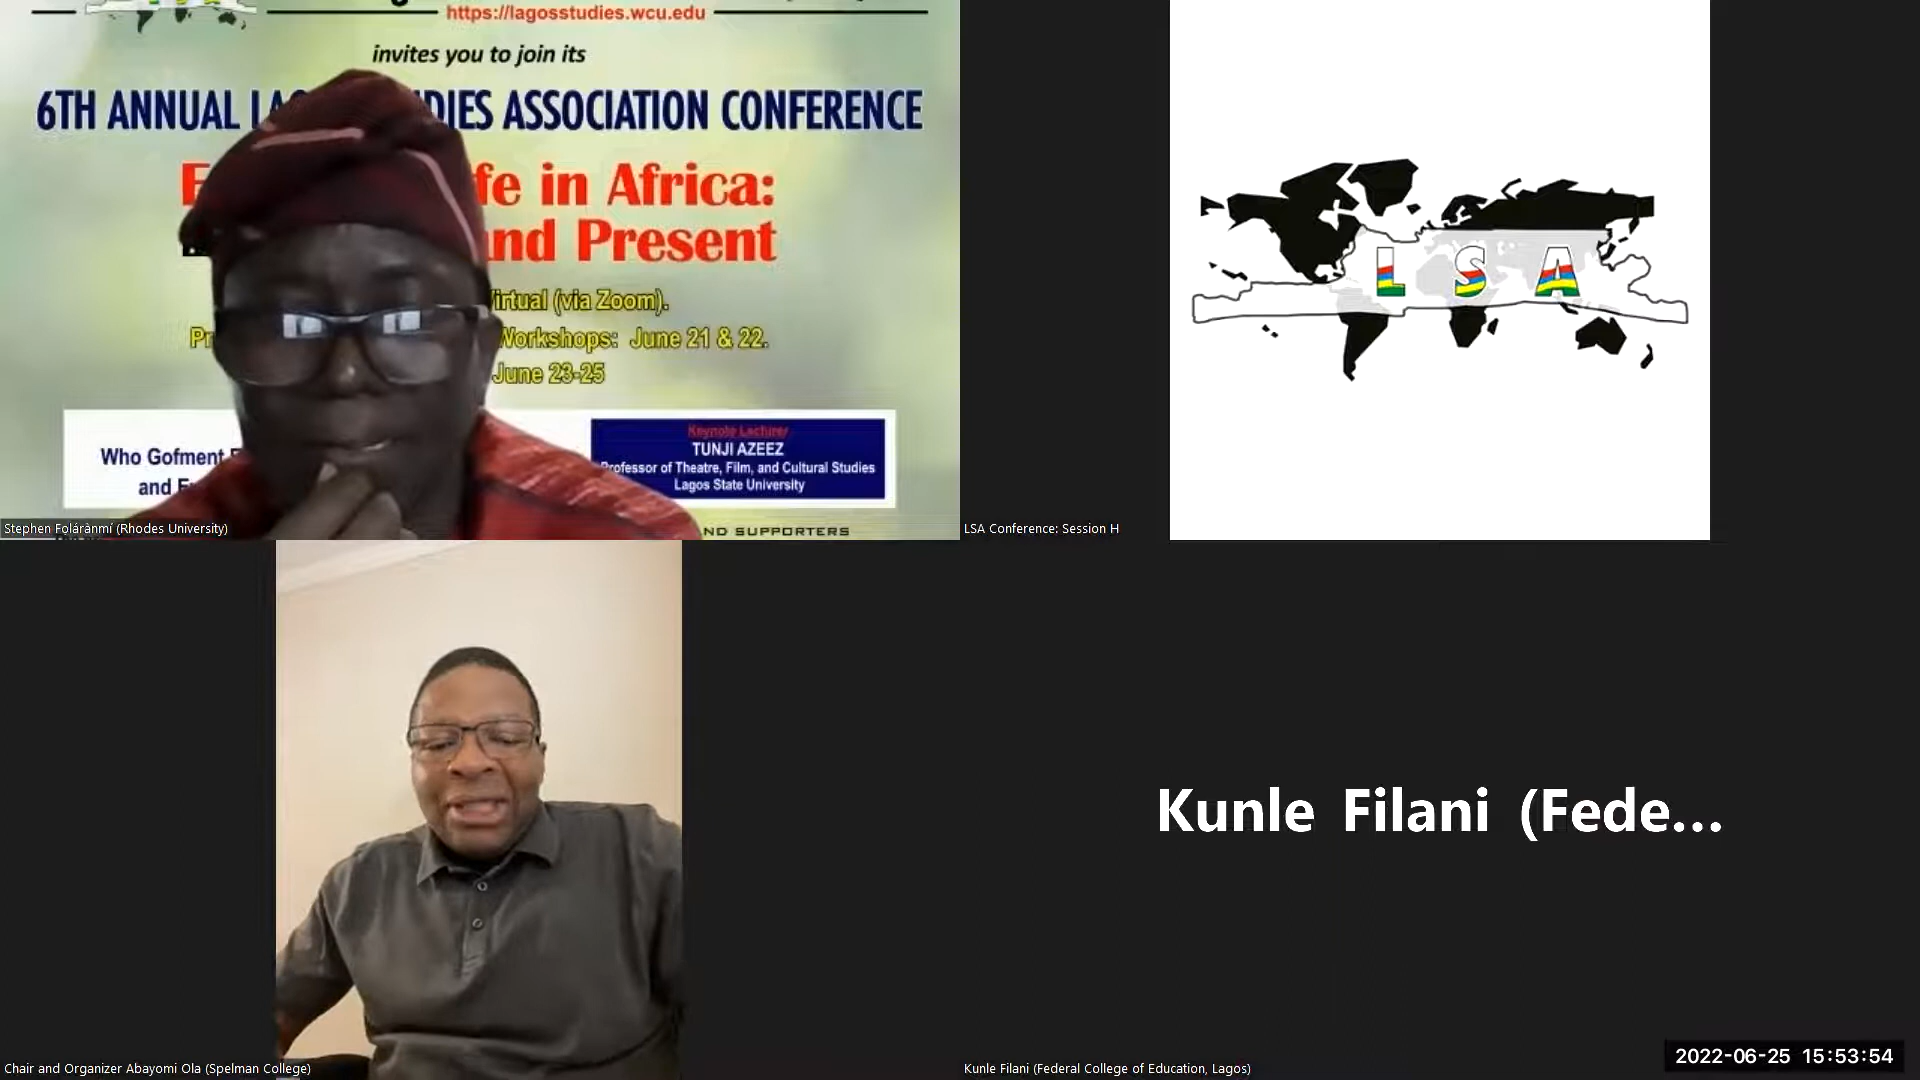 https://lagosstudies.wcu.edu
invites you to join its
6TH ANNUAL DIES ASSOCIATION CONFERENCE
fe in Africa:
nd Present
Virtual (via Zoom).
Workshops: June 21 & 22.
June 23-25
Who Gofment
and
Keynote Lecturer
TUNJI AZEEZ
Professor of Theatre, Film, and Cultural Studies
Lagos State University
ND SUPPORTERS
Stephen Foláránmí (Rhodes University)
L S A
LSA Conference: Session H
Chair and Organizer Abayomi Ola (Spelman College)
Kunle Filani (Fede...
Kunle Filani (Federal College of Education, Lagos)
2022-06-25 15:53:54